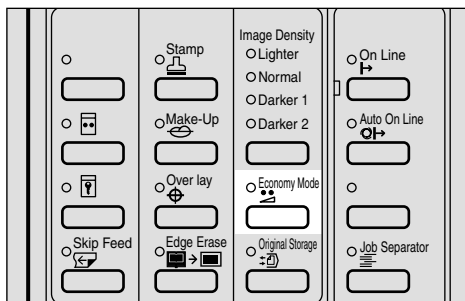 Stamp
Make-Up
Over lay
Skip Feed
Edge Erase
Image Density
Lighter
Normal
Darker 1
Darker 2
Economy Mode
Original Storage
On Line
Auto On Line
Job Separator